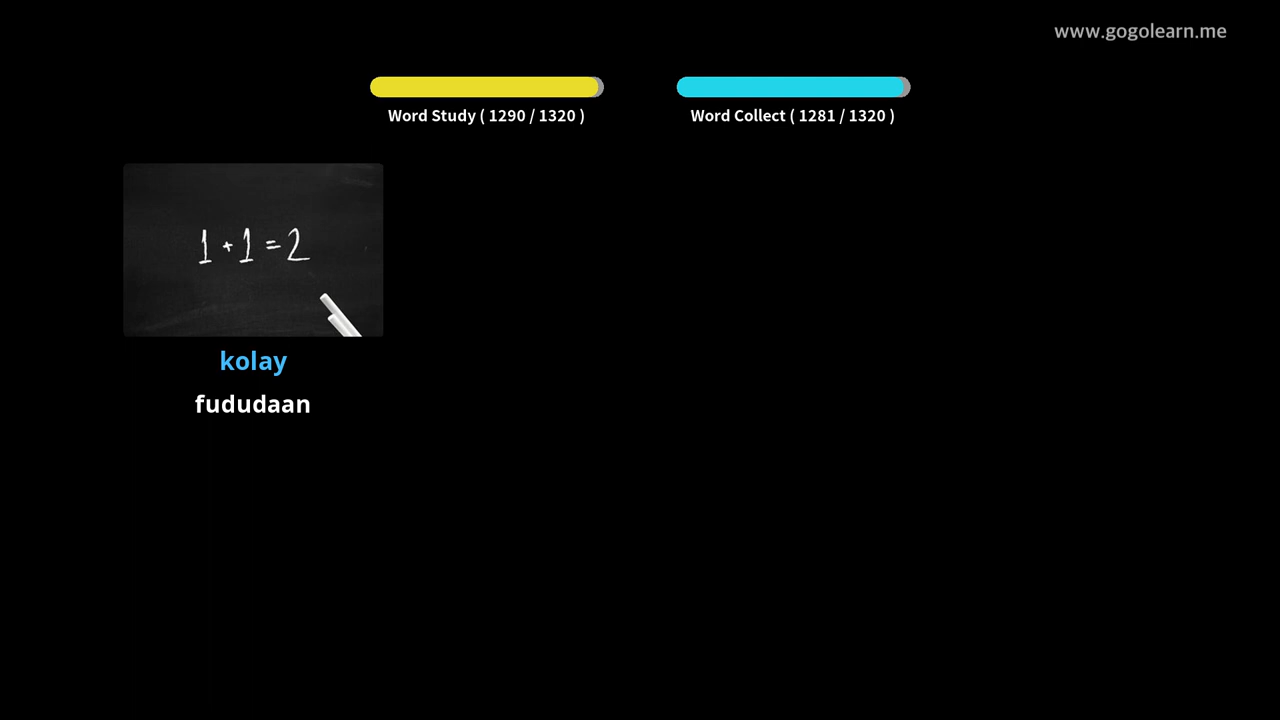 www.gogolearn.me
Word Study ( 1290 / 1320 )
Word Collect ( 1281 / 1320 )
1 + 1 = 2
kolay
fududaan